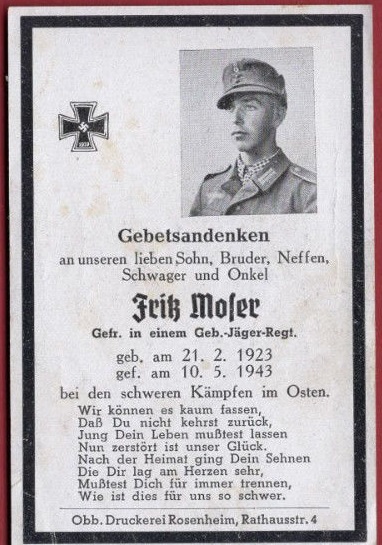 Gebetsandenken
an unseren lieben Sohn, Bruder, Neffen,
Schwager und Onkel
Fritz Moser
Gefr. in einem Geb.-Jäger-Regt.
geb. am 21. 2. 1923
gef. am 10. 5. 1943
bei den schweren Kämpfen im Osten.
Wir können es kaum fassen,
Daß Du nicht kehrst zurück,
Jung Dein Leben mußtest lassen
Nun zerstört ist unser Glück.
Nach der Heimat ging Dein Sehnen
Die Dir lag am Herzen sehr,
Mußtest Dich für immer trennen,
Wie ist dies für uns so schwer.
Obb. Druckerei Rosenheim, Rathausstr. 4